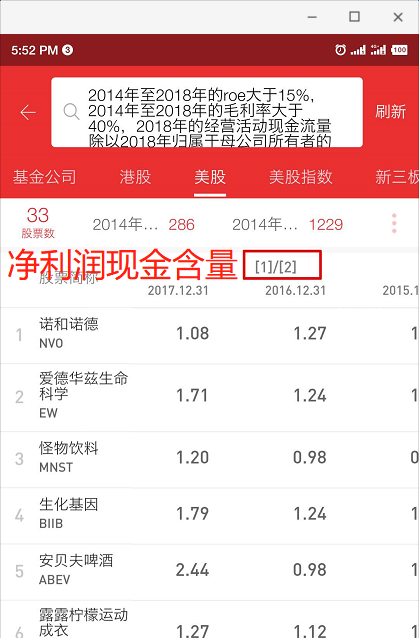 5:52 PM 3
100
2014年至2018年的roe大于15%,
2014年至2018年的毛利率大于
40%, 2018年的经营活动现金流量
除以2018年归属于母公司所有者的
刷新
基金公司 港股 美股 美股指数 新三板
33 2014年... 286 2014年... 1229
股票数
净利润现金含量 [1]/[2]
股票简称
2017.12.31 2016.12.31 2015.1
1 诺和诺德 1.08 1.27 1
NVO
2 爱德华兹生命
科学 1.71 1.24 1
EW
3 怪物饮料 1.20 0.98 0
MNST
4 生化基因 1.79 1.24 1
BIIB
5 安贝夫啤酒 2.44 0.98 1
ABEV
6 露露柠檬运动
成衣 1.27 1.12 1